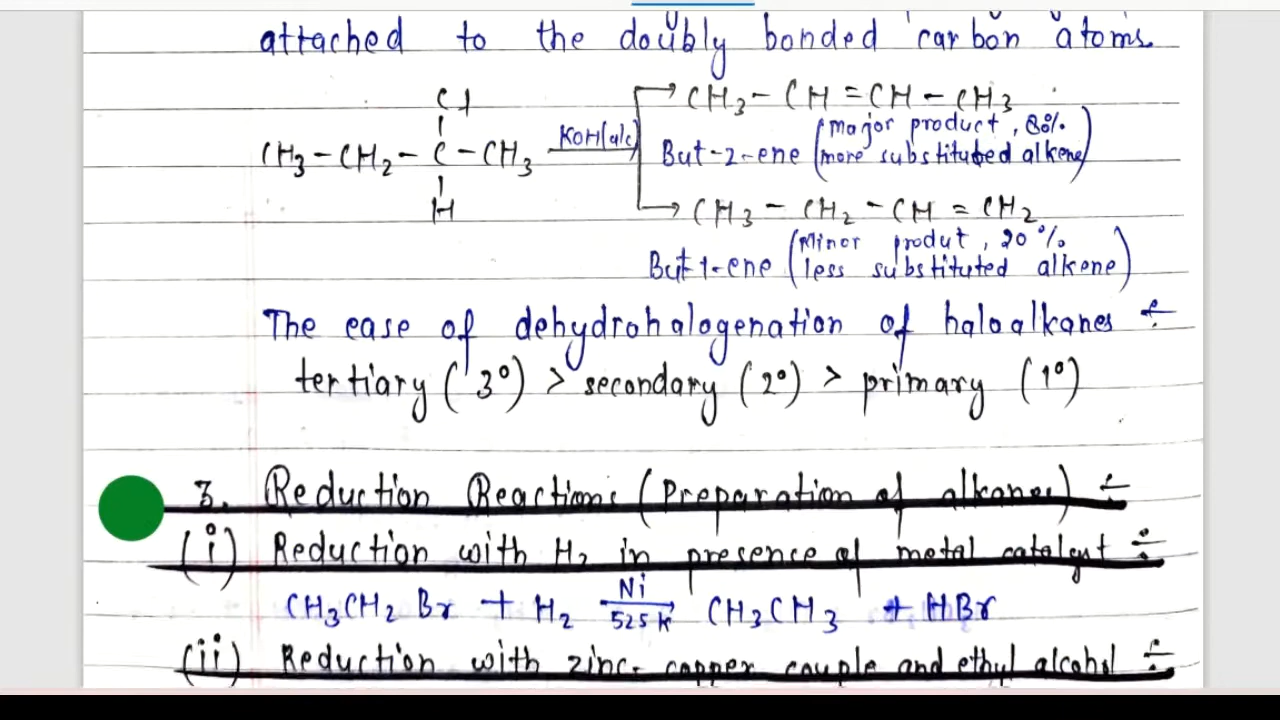 attached to the doubly bonded carbon atoms
Cl
CH3-CH2-C-CH3
H
KOH(alc)
CH3-CH=CH-CH3
But-2-ene (major product, 80%
more substituted alkene)
CH3-CH2-CH=CH2
But-1-ene (Minor produt, 20%
less substituted alkene)
The ease of dehydrohalogenation of haloalkanes ÷
tertiary (3°) > secondary (2°) > primary (1°)
3. Reduction Reactions (Preparation of alkanes) ÷
(i) Reduction with H2 in presence of metal catalyst ÷
CH3CH2Br + H2 Ni 525K → CH3CH3 + HBr
(ii) Reduction with zinc-copper couple and ethyl alcohol ÷